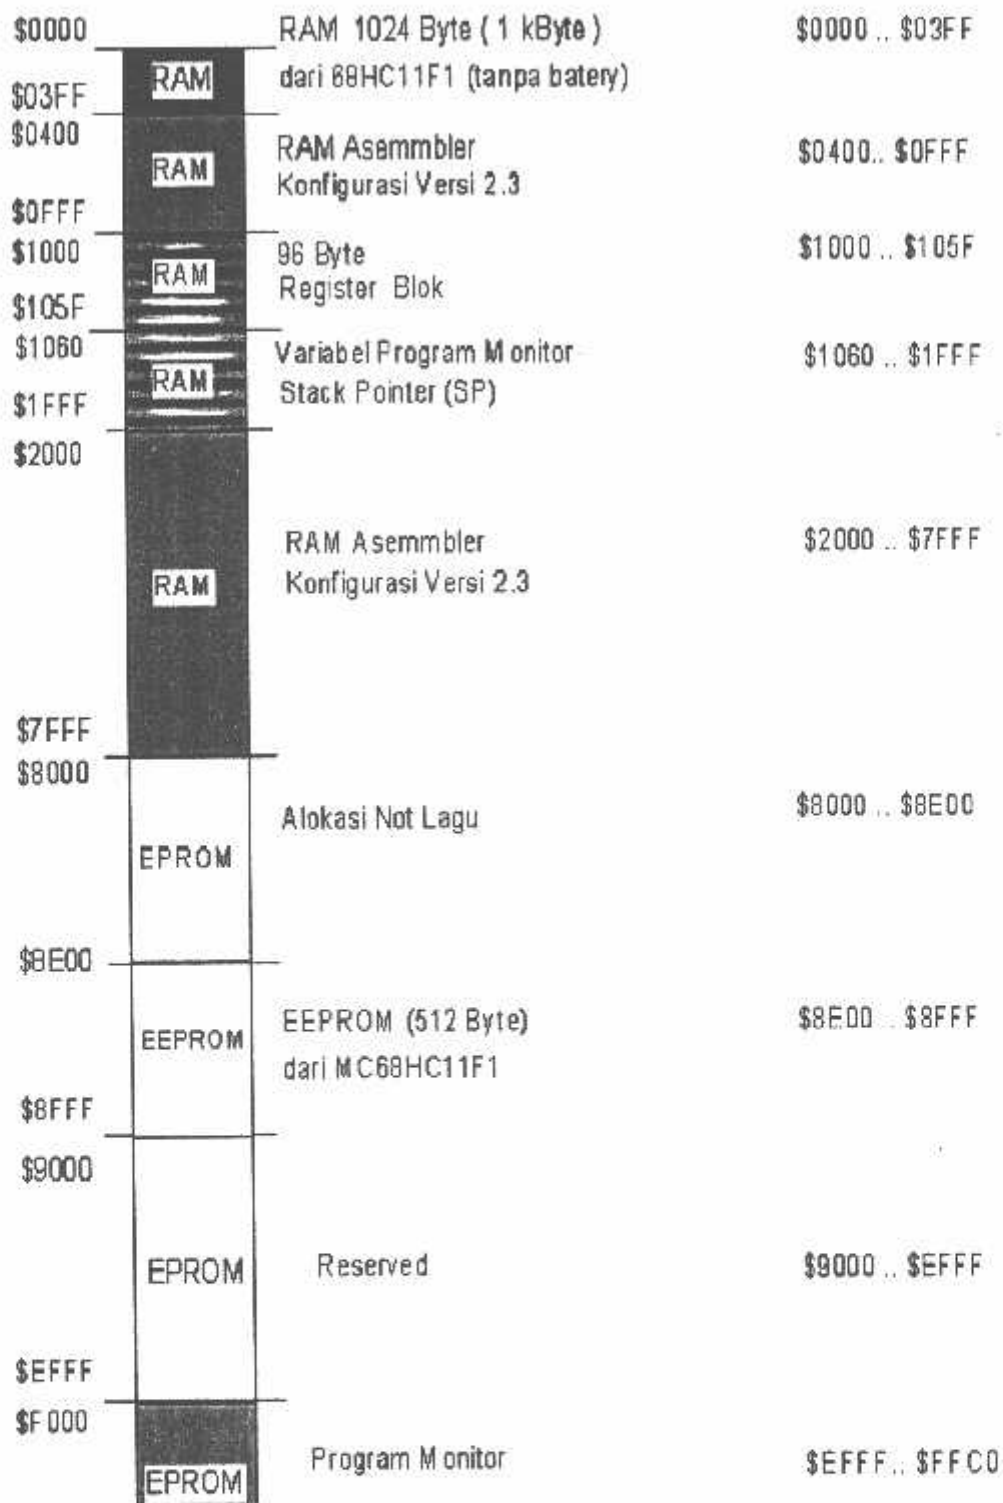 $0000 RAM 1024 Byte ( 1 kByte ) $0000 .. $03FF
RAM dari 68HC11F1 (tanpa batery)
$03FF
$0400 RAM Asemmbler $0400.. $0FFF
RAM Konfigurasi Versi 2.3
$0FFF
$1000 96 Byte $1000 .. $105F
RAM Register Blok
$105F
$1060 Variabel Program Monitor $1060 .. $1FFF
RAM Stack Pointer (SP)
$1FFF
$2000
RAM Asemmbler $2000 .. $7FFF
RAM Konfigurasi Versi 2.3
$7FFF
$8000
Alokasi Not Lagu $8000 .. $8E00
EPROM
$8E00
EEPROM (512 Byte) $8E00 .. $8FFF
EEPROM dari MC68HC11F1
$8FFF
$9000
EPROM Reserved $9000 .. $EFFF
$EFFF
$F000
Program Monitor $EFFF.. $FFC0
EPROM